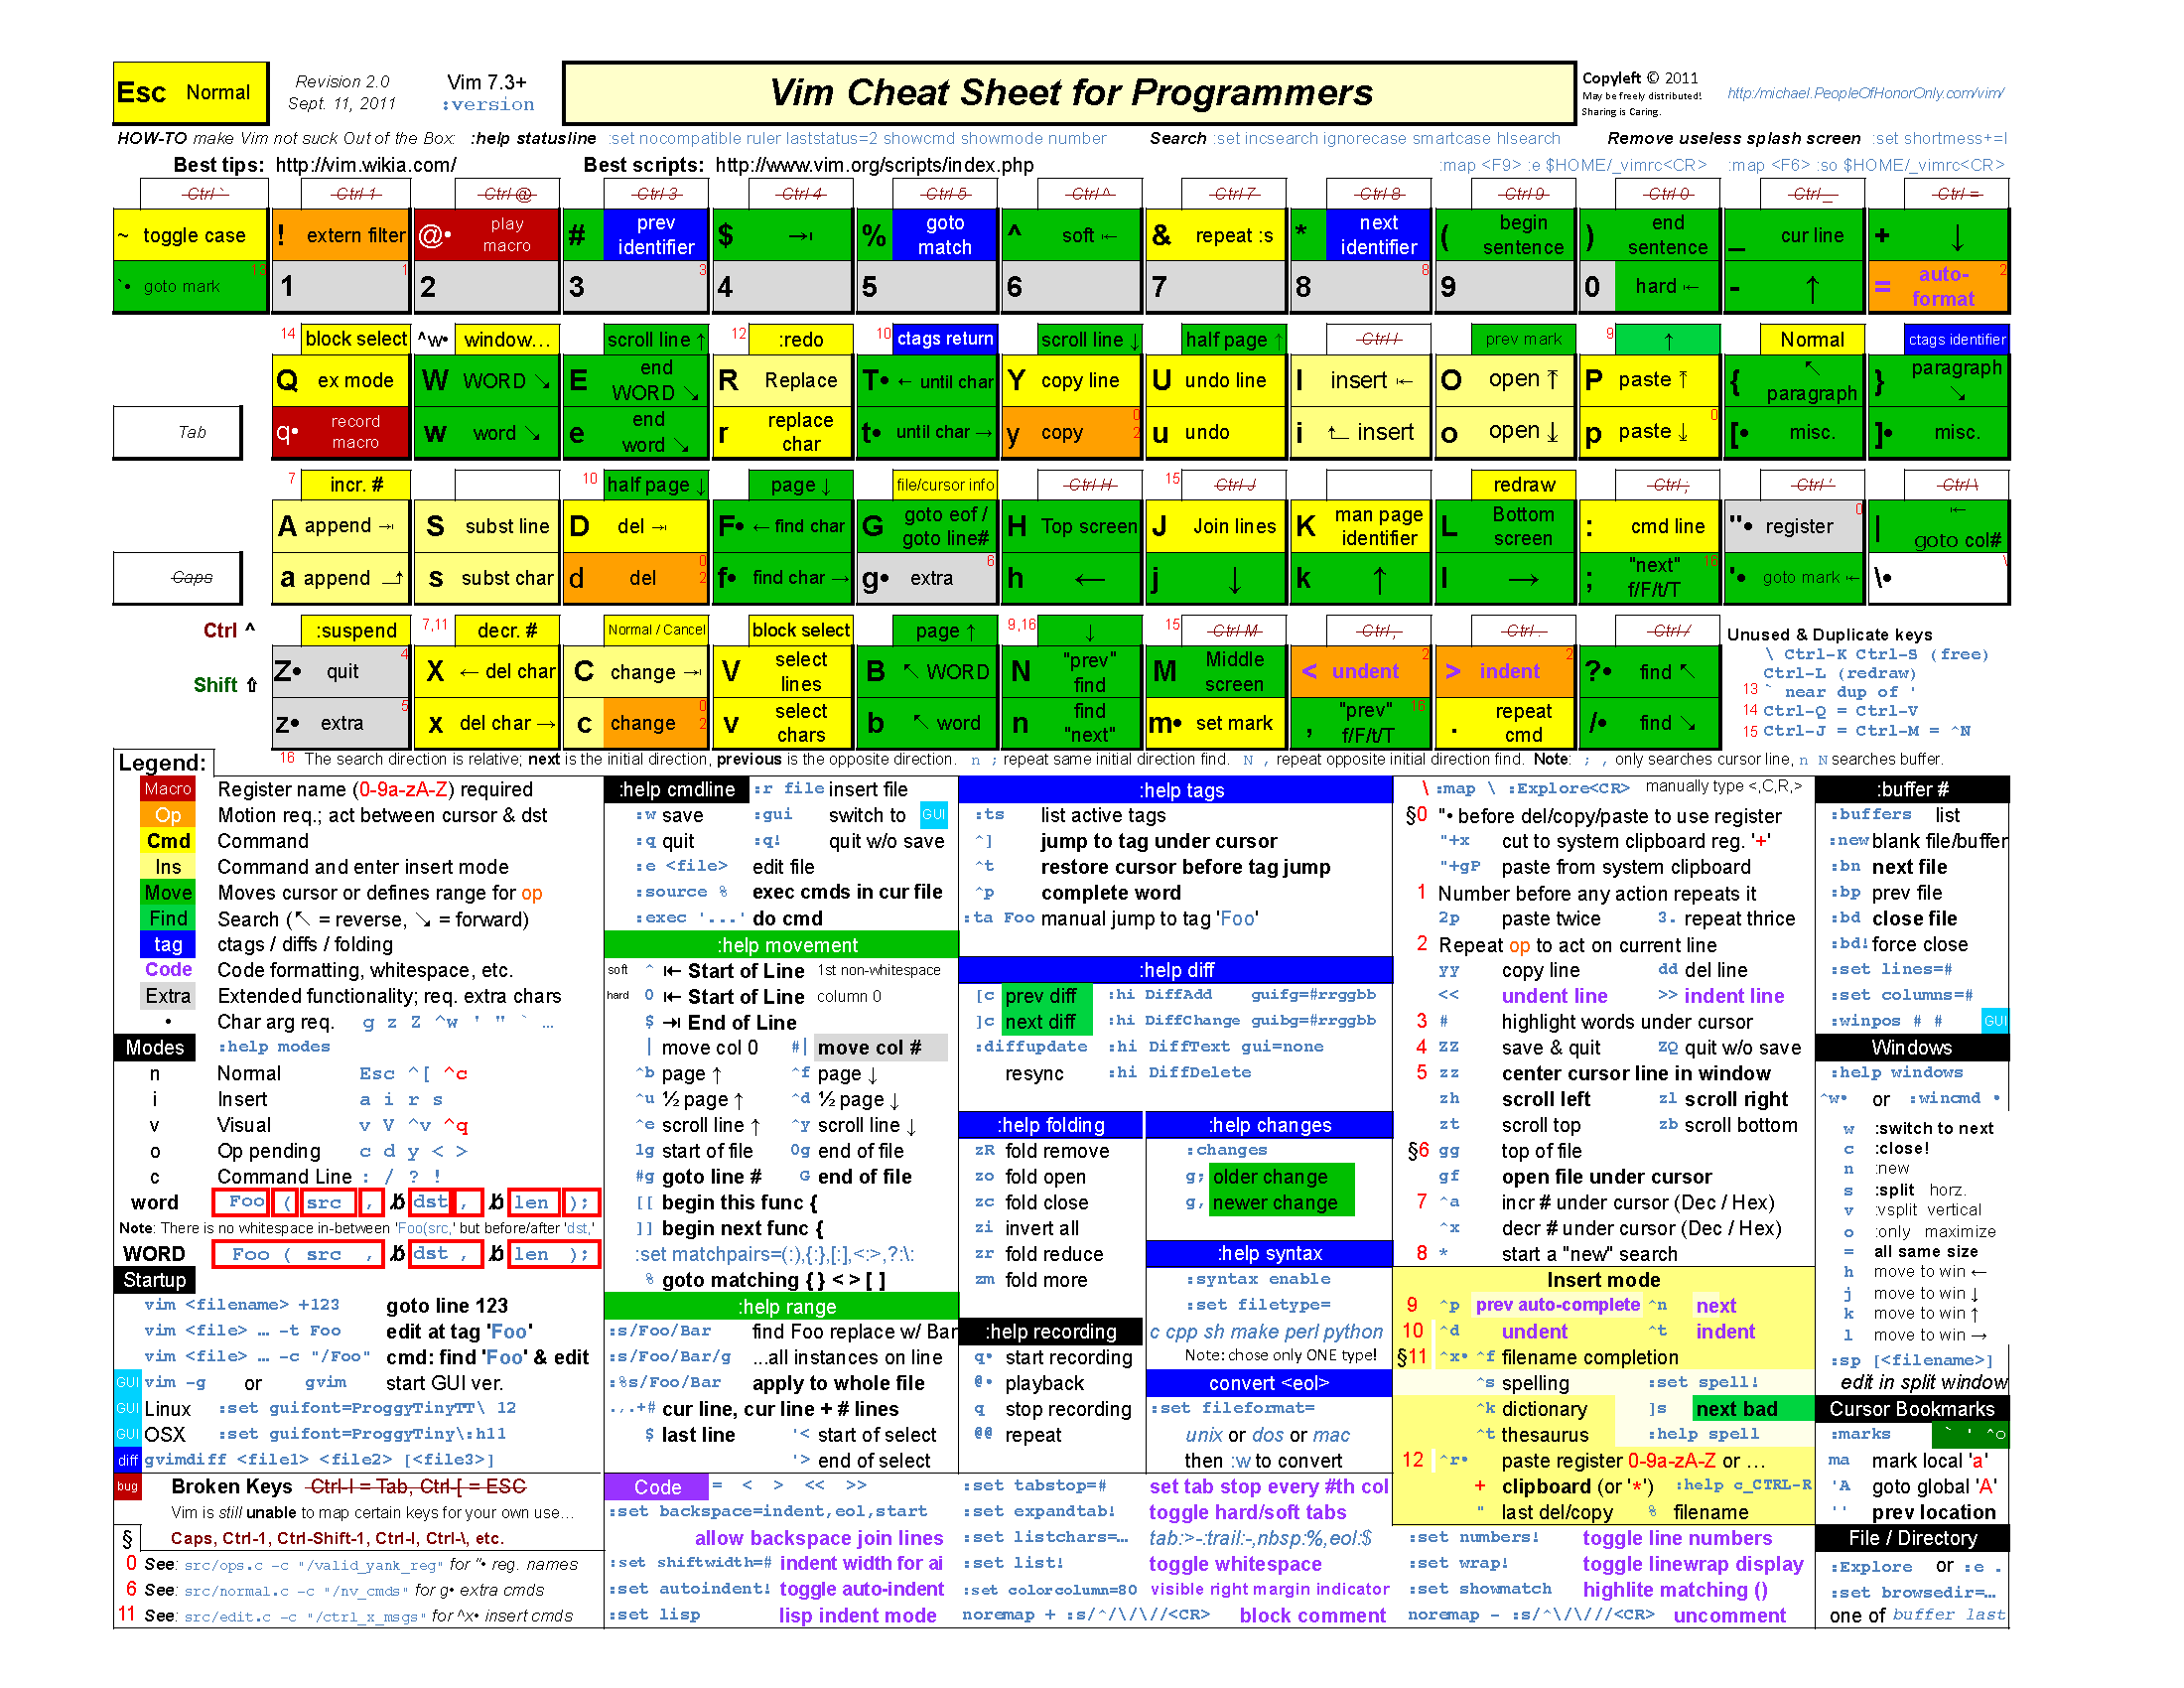 Esc Normal
Revision 2.0
Sept. 11, 2011
Vim 7.3+
:version
Vim Cheat Sheet for Programmers
Copyleft © 2011
May be freely distributed!
Sharing is Caring.
http:/michael.PeopleOfHonorOnly.com/vim/
HOW-TO make Vim not suck Out of the Box: :help statusline :set nocompatible ruler laststatus=2 showcmd showmode number Search :set incsearch ignorecase smartcase hlsearch Remove useless splash screen :set shortmess+=I
Best tips: http://vim.wikia.com/ Best scripts: http://www.vim.org/scripts/index.php :map <F9> :e $HOME/_vimrc<CR> :map <F6> :so $HOME/_vimrc<CR>
Ctrl ` Ctrl 1 Ctrl @ Ctrl 3 Ctrl 4 Ctrl 5 Ctrl ^ Ctrl 7 Ctrl 8 Ctrl 9 Ctrl 0 Ctrl _ Ctrl =
~ toggle case ! extern filter @• play macro # prev identifier $ →| % goto match ^ soft |← & repeat :s * next identifier ( begin sentence ) end sentence _ cur line + ↓
`• goto mark 13 1 1 2 3 3 4 5 6 7 8 8 9 0 hard |← - ↑ = auto-format 2
14 block select ^w• window... scroll line ↑ 12 :redo 10 ctags return scroll line ↓ half page ↑ Ctrl I prev mark 9 ↑ Normal ctags identifier
Q ex mode W WORD ↘ E end WORD ↘ R Replace T• ← until char Y copy line U undo line I insert |← O open ↑ P paste ↑ { ↖ paragraph } paragraph ↘
Tab q• record macro w word ↘ e end word ↘ r replace char t• until char → y copy 0 2 u undo i insert o open ↓ p paste ↓ 0 [• misc. ]• misc.
7 incr. # 10 half page ↓ page ↓ file/cursor info Ctrl H 15 Ctrl J redraw Ctrl ; Ctrl ' Ctrl \
A append →| S subst line D del →| F• ← find char G goto eof / goto line# H Top screen J Join lines K man page identifier L Bottom screen : cmd line "• register 0 | |← goto col#
Caps a append s subst char d del 0 2 f• find char → g• extra 6 h ← j ↓ k ↑ l → ; "next" f/F/t/T 16 '• goto mark |← \• \
Ctrl ^ :suspend 7,11 decr. # Normal / Cancel block select page ↑ 9,16 ↓ 15 Ctrl M Ctrl , Ctrl . Ctrl /
Shift ⇧ Z• quit 4 X ← del char C change →| V select lines B ↖ WORD N "prev" find M Middle screen < undent 2 > indent 2 ?• find ↖
z• extra 5 x del char → c change 0 2 v select chars b ↖ word n find "next" m• set mark , "prev" f/F/t/T 16 . repeat cmd /• find ↘
Unused & Duplicate keys
\ Ctrl-K Ctrl-S (free)
Ctrl-L (redraw)
13 ` near dup of '
14 Ctrl-Q = Ctrl-V
15 Ctrl-J = Ctrl-M = ^N
16 The search direction is relative; next is the initial direction, previous is the opposite direction. n ; repeat same initial direction find. N , repeat opposite initial direction find. Note: ; , only searches cursor line, n N searches buffer.
Legend:
Macro Register name (0-9a-zA-Z) required
Op Motion req.; act between cursor & dst
Cmd Command
Ins Command and enter insert mode
Move Moves cursor or defines range for op
Find Search (↖ = reverse, ↘ = forward)
tag ctags / diffs / folding
Code Code formatting, whitespace, etc.
Extra Extended functionality; req. extra chars
• Char arg req. g z Z ^w ' " ` ...
Modes :help modes
n Normal Esc ^[ ^c
i Insert a i r s
v Visual v V ^v ^q
o Op pending c d y < >
c Command Line : / ? !
word Foo ( src , ␢ dst , ␢ len );
Note: There is no whitespace in-between 'Foo(src,' but before/after 'dst,'
WORD Foo ( src , ␢ dst , ␢ len );
Startup
vim <filename> +123 goto line 123
vim <file> ... -t Foo edit at tag 'Foo'
vim <file> ... -c "/Foo" cmd: find 'Foo' & edit
GUI vim -g or gvim start GUI ver.
GUI Linux :set guifont=ProggyTinyTT\ 12
GUI OSX :set guifont=ProggyTiny\:h11
diff gvimdiff <file1> <file2> [<file3>]
bug Broken Keys Ctrl-I = Tab, Ctrl-[ = ESC
Vim is still unable to map certain keys for your own use...
§ Caps, Ctrl-1, Ctrl-Shift-1, Ctrl-I, Ctrl-\, etc.
0 See: src/ops.c -c "/valid_yank_reg" for "• reg. names
6 See: src/normal.c -c "/nv_cmds" for g• extra cmds
11 See: src/edit.c -c "/ctrl_x_msgs" for ^x• insert cmds
:help cmdline :r file insert file
:w save :gui switch to GUI
:q quit :q! quit w/o save
:e <file> edit file
:source % exec cmds in cur file
:exec '...' do cmd
:help movement
soft ^ |← Start of Line 1st non-whitespace
hard 0 |← Start of Line column 0
$ →| End of Line
| move col 0 #| move col #
^b page ↑ ^f page ↓
^u ½ page ↑ ^d ½ page ↓
^e scroll line ↑ ^y scroll line ↓
1g start of file 0g end of file
#g goto line # G end of file
[[ begin this func {
]] begin next func {
:set matchpairs=(:),{:},[:],<:>,?:\:
% goto matching { } < > [ ]
:help range
:s/Foo/Bar find Foo replace w/ Bar
:s/Foo/Bar/g ...all instances on line
:%s/Foo/Bar apply to whole file
.,.+# cur line, cur line + # lines
$ last line '< start of select
'> end of select
:help tags
:ts list active tags
^] jump to tag under cursor
^t restore cursor before tag jump
^p complete word
:ta Foo manual jump to tag 'Foo'
:help diff
[c prev diff :hi DiffAdd guifg=#rrggbb
]c next diff :hi DiffChange guibg=#rrggbb
:diffupdate :hi DiffText gui=none
resync :hi DiffDelete
:help folding
zR fold remove
zo fold open
zc fold close
zi invert all
zr fold reduce
zm fold more
:help recording
q• start recording
@• playback
q stop recording
@@ repeat
:help changes
:changes
g; older change
g, newer change
:help syntax
:syntax enable
:set filetype=
c cpp sh make perl python
Note: chose only ONE type!
convert <eol>
:set fileformat=
unix or dos or mac
then :w to convert
\ :map \ :Explore<CR> manually type <,C,R,>
§0 "• before del/copy/paste to use register
"+x cut to system clipboard reg. '+'
"+gP paste from system clipboard
1 Number before any action repeats it
2p paste twice 3. repeat thrice
2 Repeat op to act on current line
yy copy line dd del line
<< undent line >> indent line
3 # highlight words under cursor
4 ZZ save & quit ZQ quit w/o save
5 zz center cursor line in window
zh scroll left zl scroll right
zt scroll top zb scroll bottom
§6 gg top of file
gf open file under cursor
7 ^a incr # under cursor (Dec / Hex)
^x decr # under cursor (Dec / Hex)
8 * start a "new" search
Insert mode
9 ^p prev auto-complete ^n next
10 ^d undent ^t indent
§11 ^x• ^f filename completion
^s spelling :set spell!
^k dictionary ]s next bad
^t thesaurus :help spell
12 ^r• paste register 0-9a-zA-Z or ...
+ clipboard (or '*') :help c_CTRL-R
" last del/copy % filename
:buffer #
:buffers list
:new blank file/buffer
:bn next file
:bp prev file
:bd close file
:bd! force close
:set lines=#
:set columns=#
:winpos # # GUI
Windows
:help windows
^w• or :wincmd •
w :switch to next
c :close!
n :new
s :split horz.
v :vsplit vertical
o :only maximize
= all same size
h move to win ←
j move to win ↓
k move to win ↑
l move to win →
:sp [<filename>]
edit in split window
Cursor Bookmarks
:marks ` ' ^o
ma mark local 'a'
'A goto global 'A'
'' prev location
File / Directory
:Explore or :e .
:set browsedir=...
one of buffer last
Code = < > << >>
:set backspace=indent,eol,start
allow backspace join lines
:set shiftwidth=# indent width for ai
:set autoindent! toggle auto-indent
:set lisp lisp indent mode
:set tabstop=# set tab stop every #th col
:set expandtab! toggle hard/soft tabs
:set listchars=... tab:>-:trail:-,nbsp:%,eol:$
:set list! toggle whitespace
:set colorcolumn=80 visible right margin indicator
noremap + :s/^/\/\//<CR> block comment
:set numbers! toggle line numbers
:set wrap! toggle linewrap display
:set showmatch highlite matching ()
noremap - :s/^\/\///<CR> uncomment